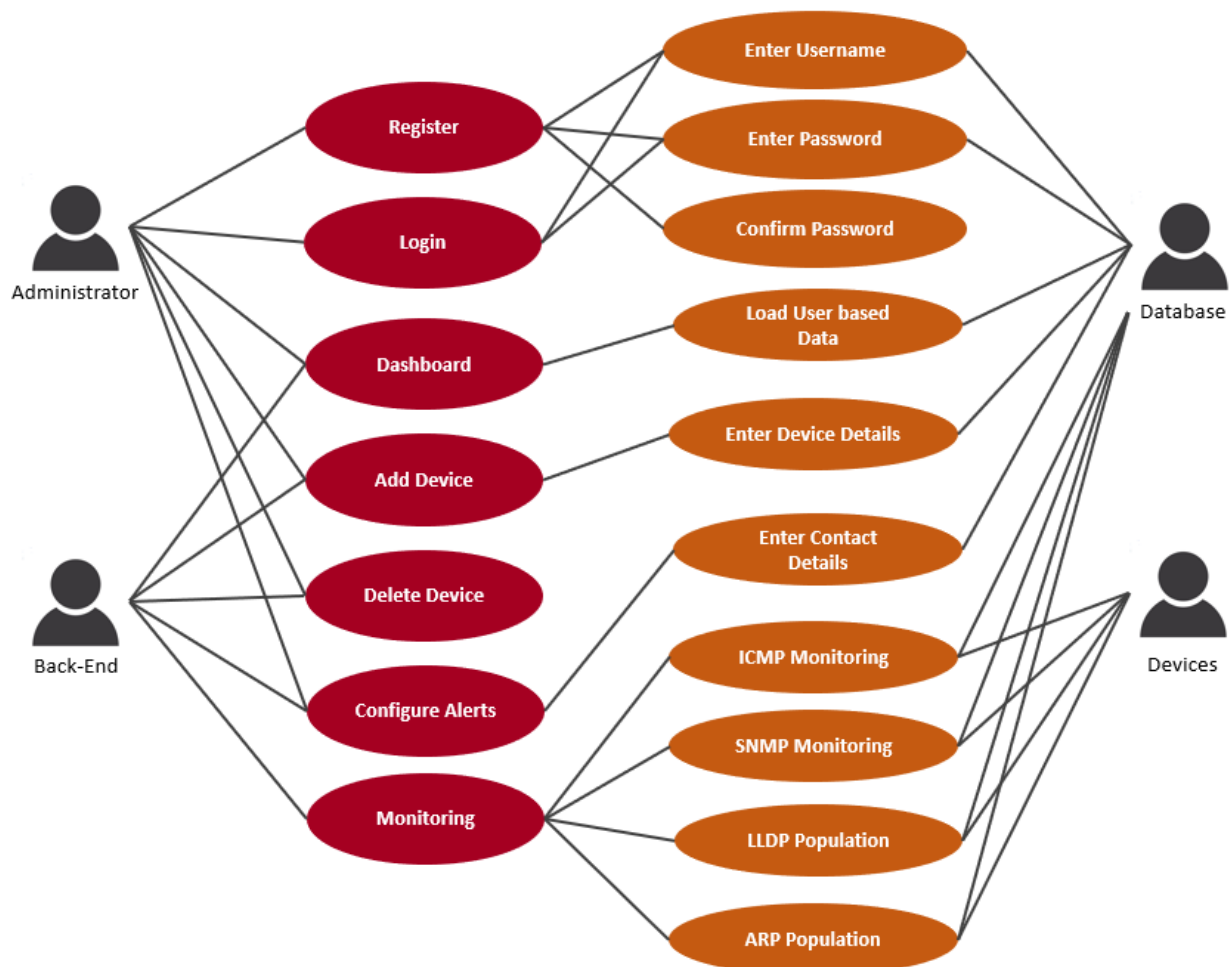 Enter Username
Register
Enter Password
Login
Confirm Password
Administrator
Load User based
Data
Database
Dashboard
Enter Device Details
Add Device
Enter Contact
Details
Delete Device
Back-End
ICMP Monitoring
Devices
Configure Alerts
SNMP Monitoring
Monitoring
LLDP Population
ARP Population